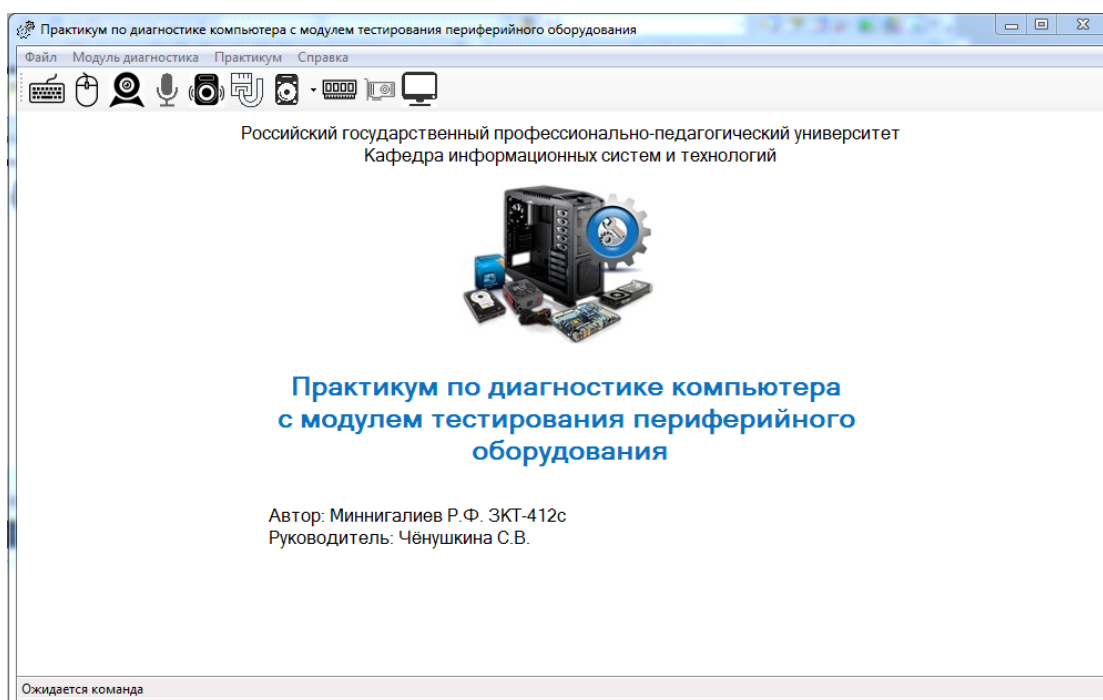 Практикум по диагностике компьютера с модулем тестирования периферийного оборудования
Файл Модуль диагностика Практикум Справка
Российский государственный профессионально-педагогический университет
Кафедра информационных систем и технологий
Практикум по диагностике компьютера
с модулем тестирования периферийного
оборудования
Автор: Миннигалиев Р.Ф. ЗКТ-412с
Руководитель: Чёнушкина С.В.
Ожидается команда